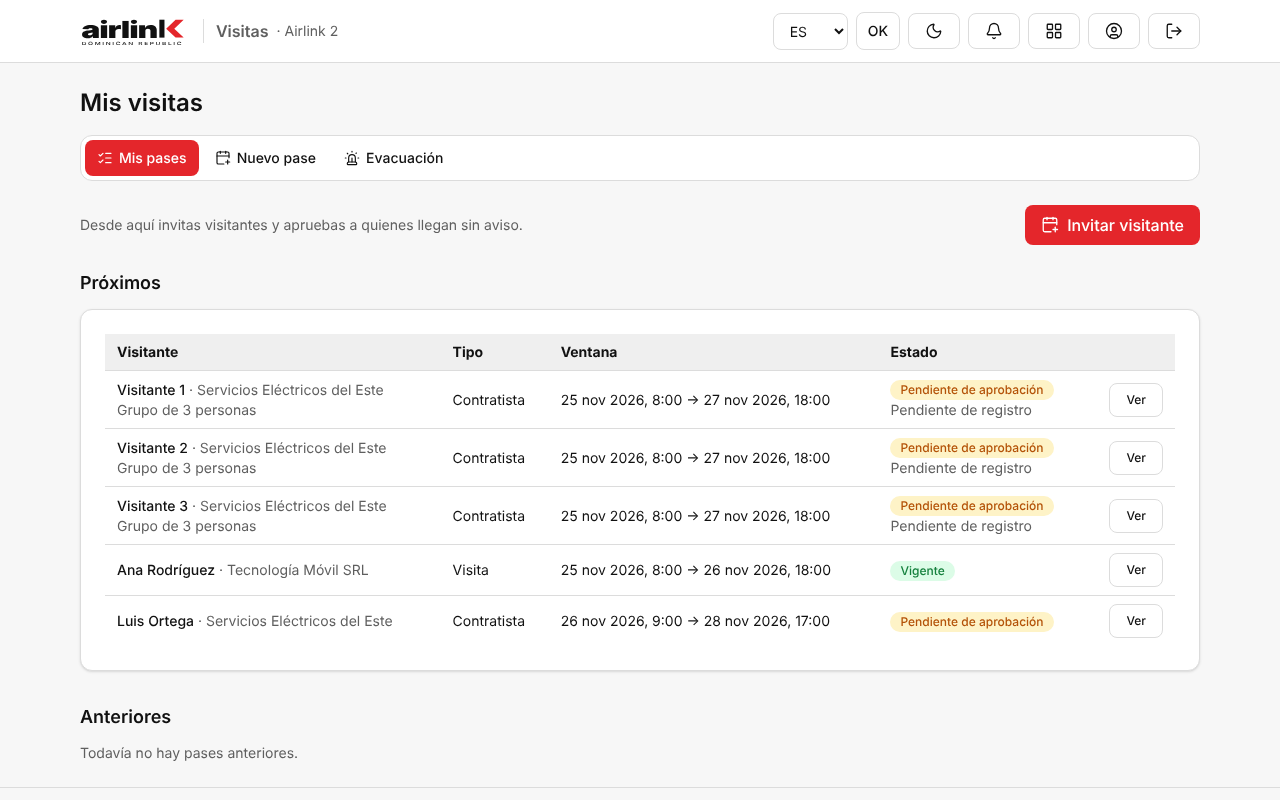 airlink
DOMINICAN REPUBLIC
Visitas · Airlink 2
ES
OK
Mis visitas
Mis pases
Nuevo pase
Evacuación
Desde aquí invitas visitantes y apruebas a quienes llegan sin aviso.
Invitar visitante
Próximos
Visitante Tipo Ventana Estado
Visitante 1 · Servicios Eléctricos del Este
Grupo de 3 personas
Contratista
25 nov 2026, 8:00 → 27 nov 2026, 18:00
Pendiente de aprobación
Pendiente de registro
Ver
Visitante 2 · Servicios Eléctricos del Este
Grupo de 3 personas
Contratista
25 nov 2026, 8:00 → 27 nov 2026, 18:00
Pendiente de aprobación
Pendiente de registro
Ver
Visitante 3 · Servicios Eléctricos del Este
Grupo de 3 personas
Contratista
25 nov 2026, 8:00 → 27 nov 2026, 18:00
Pendiente de aprobación
Pendiente de registro
Ver
Ana Rodríguez · Tecnología Móvil SRL
Visita
25 nov 2026, 8:00 → 26 nov 2026, 18:00
Vigente
Ver
Luis Ortega · Servicios Eléctricos del Este
Contratista
26 nov 2026, 9:00 → 28 nov 2026, 17:00
Pendiente de aprobación
Ver
Anteriores
Todavía no hay pases anteriores.